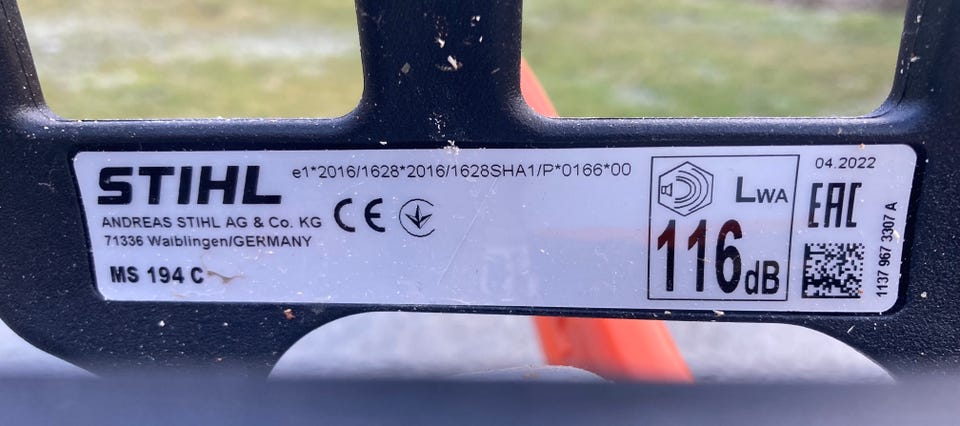 STIHL
e1*2016/1628*2016/1628SHA1/P*0166*00
ANDREAS STIHL AG & Co. KG
71336 Waiblingen/GERMANY
MS 194 C
CE
LWA
116dB
04.2022
EAC
1137 967 3307 A